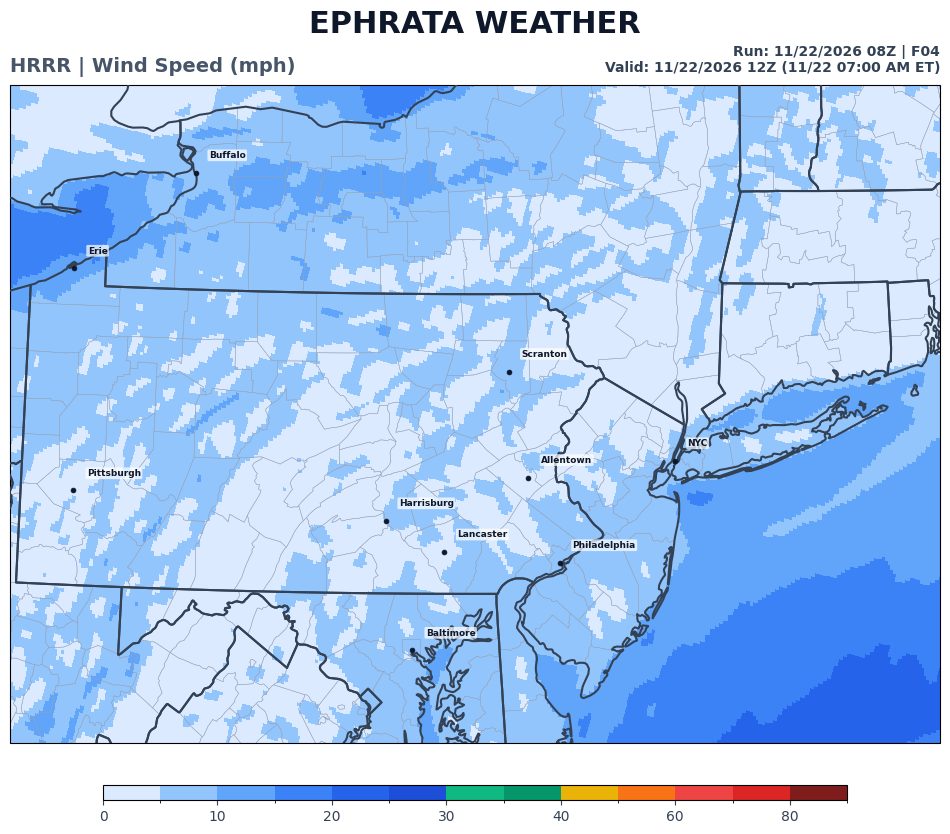 EPHRATA WEATHER
HRRR | Wind Speed (mph)
Run: 11/22/2026 08Z | F04
Valid: 11/22/2026 12Z (11/22 07:00 AM ET)
Buffalo
Erie
Scranton
NYC
Allentown
Pittsburgh
Harrisburg
Lancaster
Philadelphia
Baltimore
0 10 20 30 40 60 80